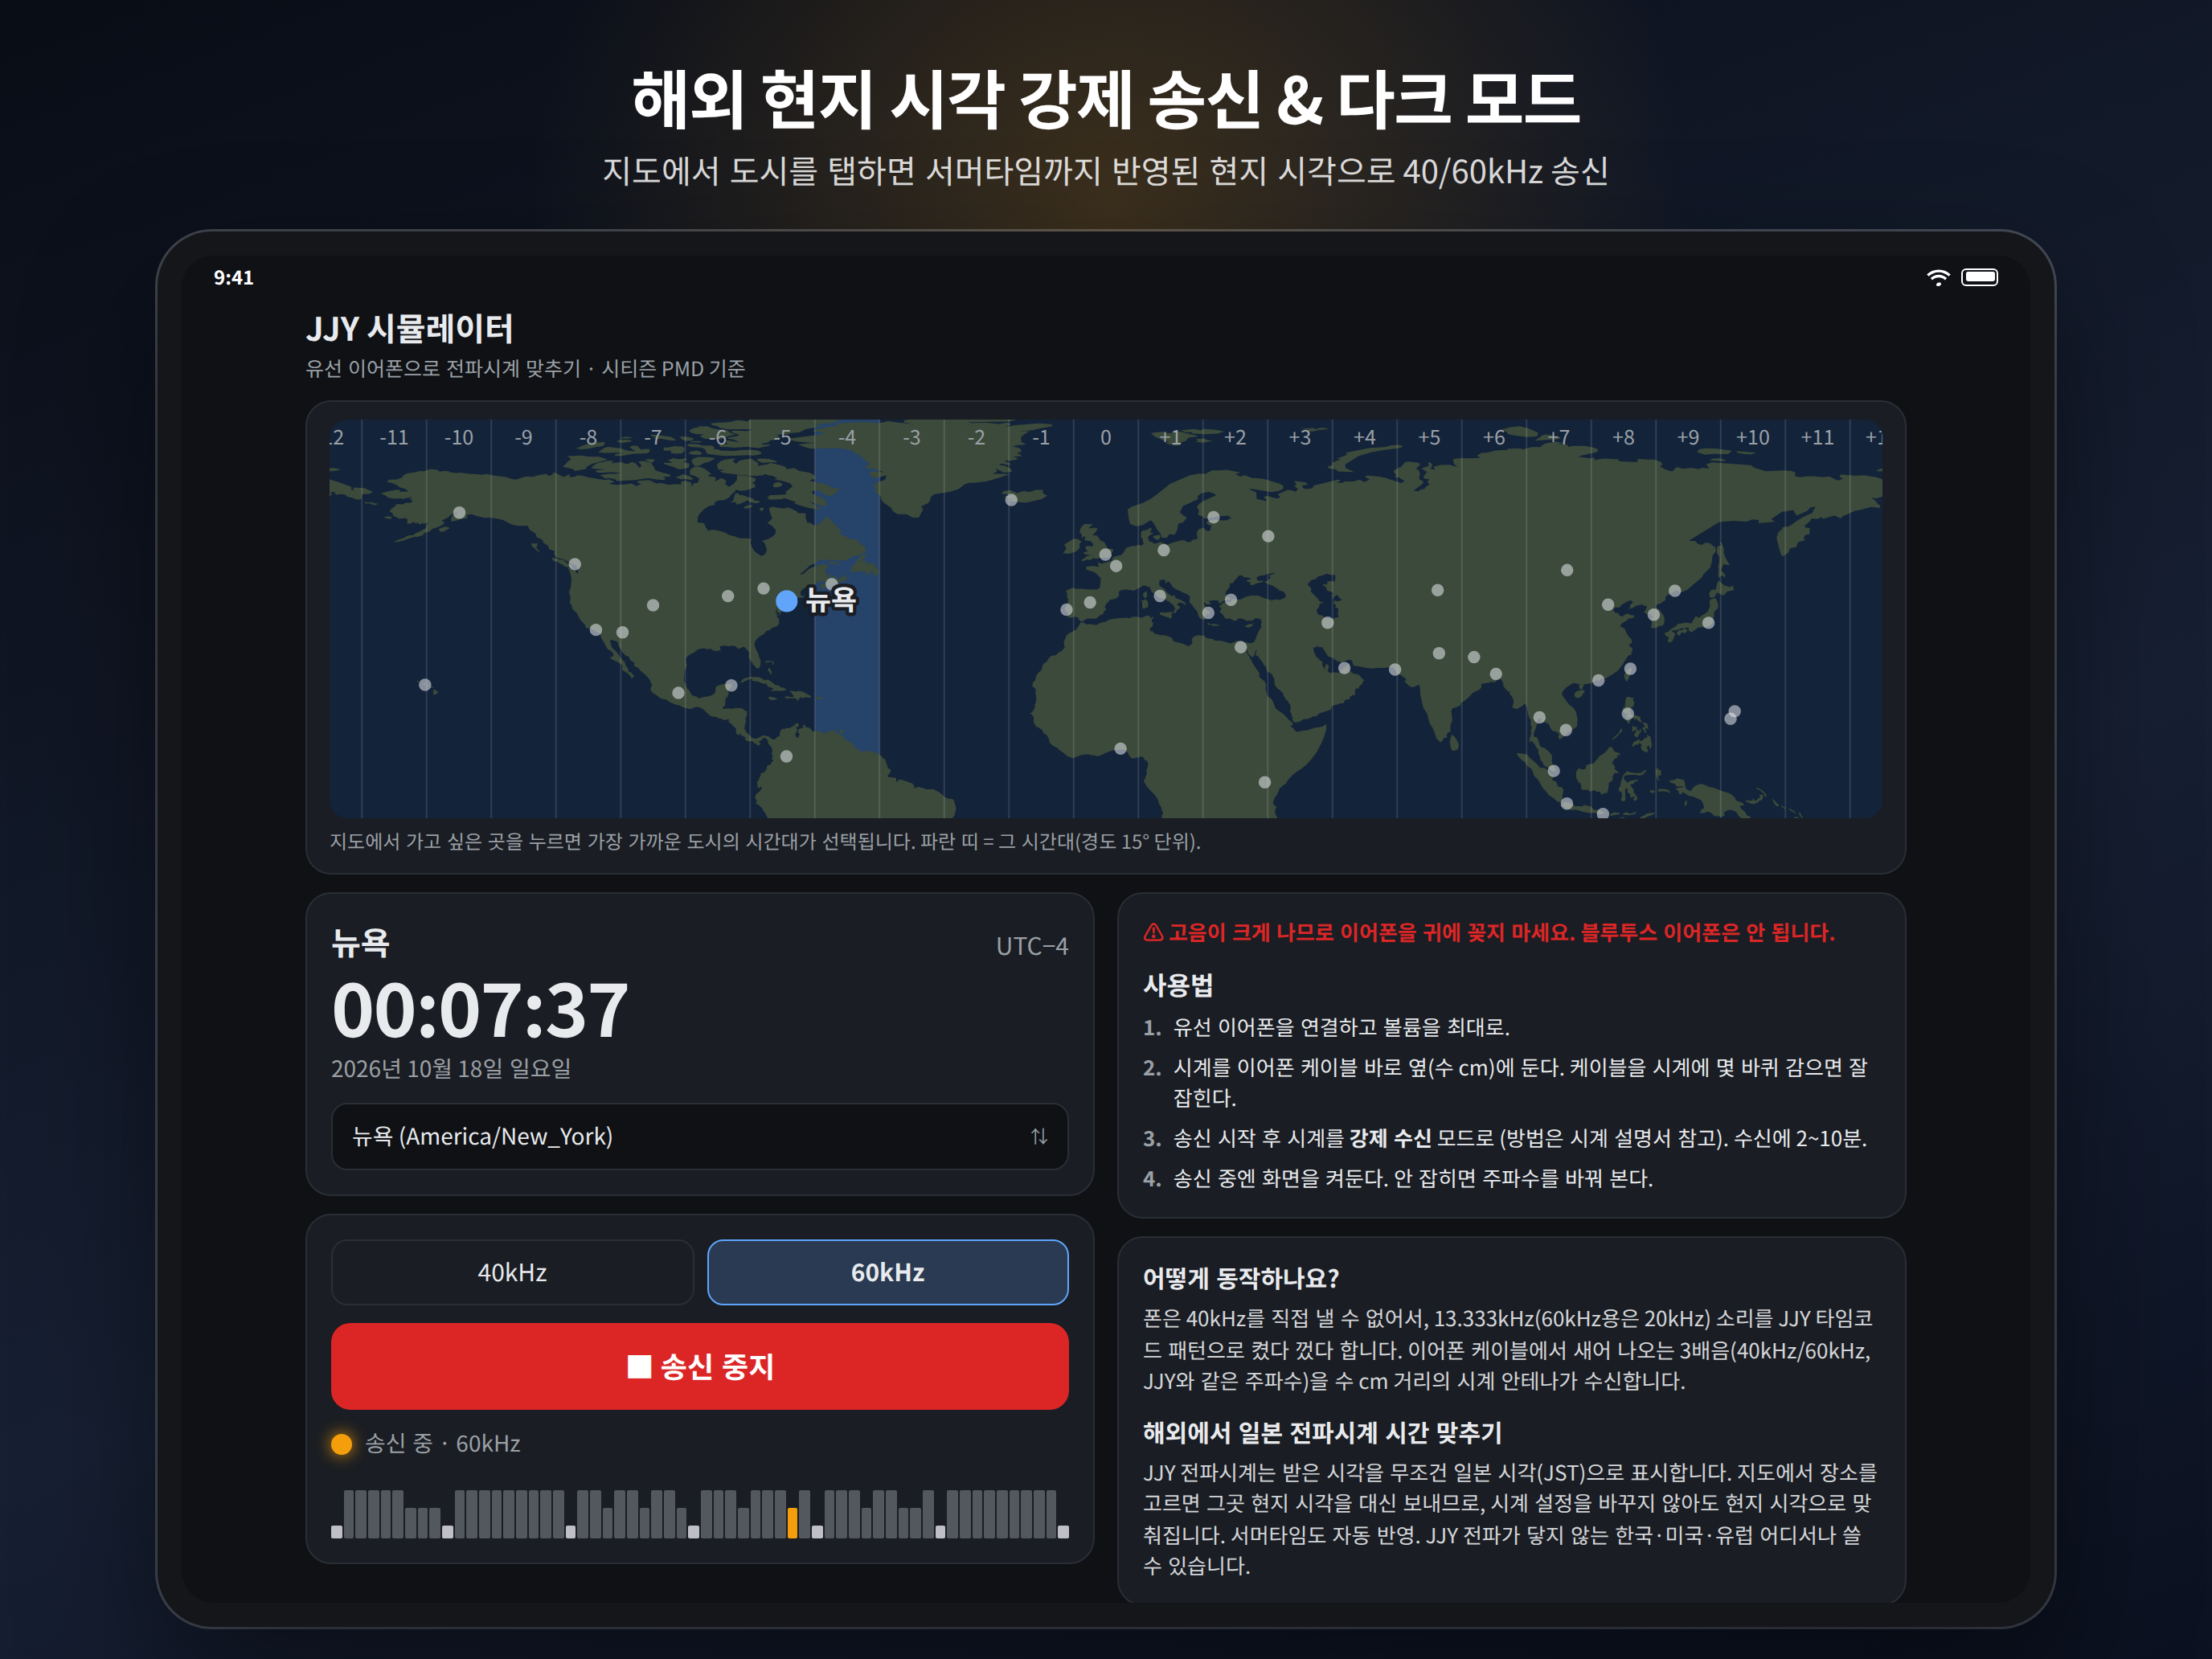 해외 현지 시각 강제 송신 & 다크 모드
지도에서 도시를 탭하면 서머타임까지 반영된 현지 시각으로 40/60kHz 송신
9:41
JJY 시뮬레이터
유선 이어폰으로 전파시계 맞추기 · 시티즌 PMD 기준
-11 -10 -9 -8 -7 -6 -5 -4 -3 -2 -1 0 +1 +2 +3 +4 +5 +6 +7 +8 +9 +10 +11
뉴욕
지도에서 가고 싶은 곳을 누르면 가장 가까운 도시의 시간대가 선택됩니다. 파란 띠 = 그 시간대(경도 15° 단위).
뉴욕
UTC−4
00:07:37
2026년 10월 18일 일요일
뉴욕 (America/New_York)
40kHz
60kHz
■ 송신 중지
송신 중 · 60kHz
⚠ 고음이 크게 나므로 이어폰을 귀에 꽂지 마세요. 블루투스 이어폰은 안 됩니다.
사용법
1. 유선 이어폰을 연결하고 볼륨을 최대로.
2. 시계를 이어폰 케이블 바로 옆(수 cm)에 둔다. 케이블을 시계에 몇 바퀴 감으면 잘
잡힌다.
3. 송신 시작 후 시계를 강제 수신 모드로 (방법은 시계 설명서 참고). 수신에 2~10분.
4. 송신 중엔 화면을 켜둔다. 안 잡히면 주파수를 바꿔 본다.
어떻게 동작하나요?
폰은 40kHz를 직접 낼 수 없어서, 13.333kHz(60kHz용은 20kHz) 소리를 JJY 타임코
드 패턴으로 켰다 껐다 합니다. 이어폰 케이블에서 새어 나오는 3배음(40kHz/60kHz,
JJY와 같은 주파수)을 수 cm 거리의 시계 안테나가 수신합니다.
해외에서 일본 전파시계 시간 맞추기
JJY 전파시계는 받은 시각을 무조건 일본 시각(JST)으로 표시합니다. 지도에서 장소를
고르면 그곳 현지 시각을 대신 보내므로, 시계 설정을 바꾸지 않아도 현지 시각으로 맞
춰집니다. 서머타임도 자동 반영. JJY 전파가 닿지 않는 한국·미국·유럽 어디서나 쓸
수 있습니다.